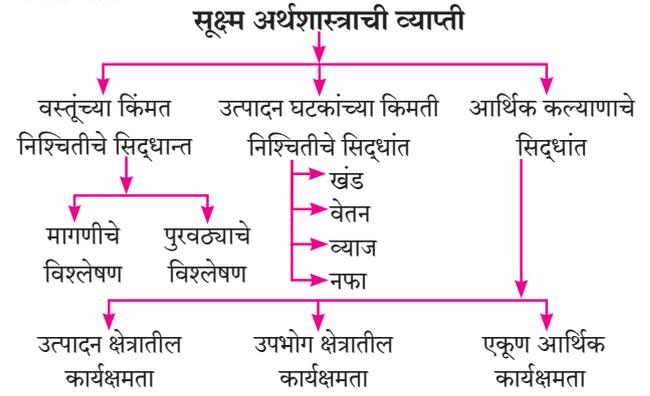 सूक्ष्म अर्थशास्त्राची व्याप्ती
वस्तूंच्या किंमत
निश्चितीचे सिद्धान्त
उत्पादन घटकांच्या किमती
निश्चितीचे सिद्धांत
खंड
वेतन
व्याज
नफा
आर्थिक कल्याणाचे
सिद्धांत
मागणीचे
विश्लेषण
पुरवठ्याचे
विश्लेषण
उत्पादन क्षेत्रातील
कार्यक्षमता
उपभोग क्षेत्रातील
कार्यक्षमता
एकूण आर्थिक
कार्यक्षमता